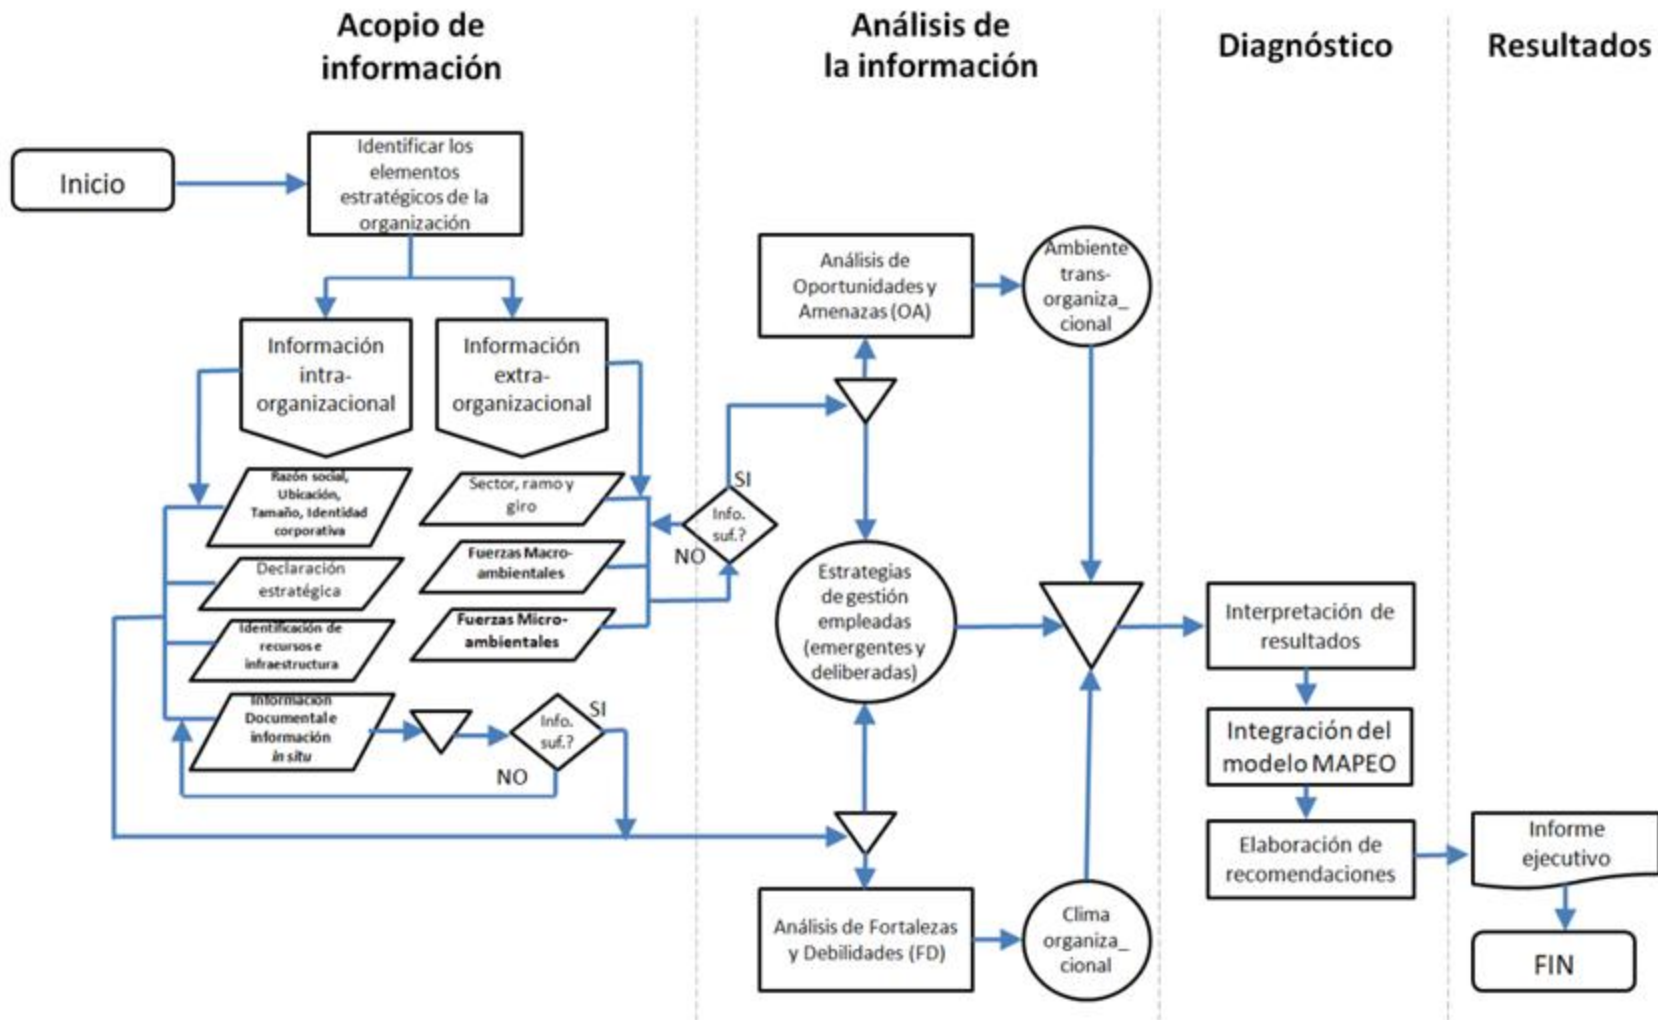 Acopio de
información
Análisis de
la información
Diagnóstico
Resultados
Inicio
Identificar los
elementos
estratégicos de la
organización
Información
intra-
organizacional
Información
extra-
organizacional
Razón social,
Ubicación,
Tamaño, Identidad
corporativa
Declaración
estratégica
Identificación de
recursos e
infraestructura
Información
Documental e
información
in situ
Sector, ramo y
giro
Fuerzas Macro-
ambientales
Fuerzas Micro-
ambientales
Info.
suf.?
SI
NO
Info.
suf.?
SI
NO
Análisis de
Oportunidades y
Amenazas (OA)
Ambiente
trans-
organiza_
cional
Estrategias
de gestión
empleadas
(emergentes y
deliberadas)
Análisis de Fortalezas
y Debilidades (FD)
Clima
organiza_
cional
Interpretación de
resultados
Integración del
modelo MAPEO
Elaboración de
recomendaciones
Informe
ejecutivo
FIN